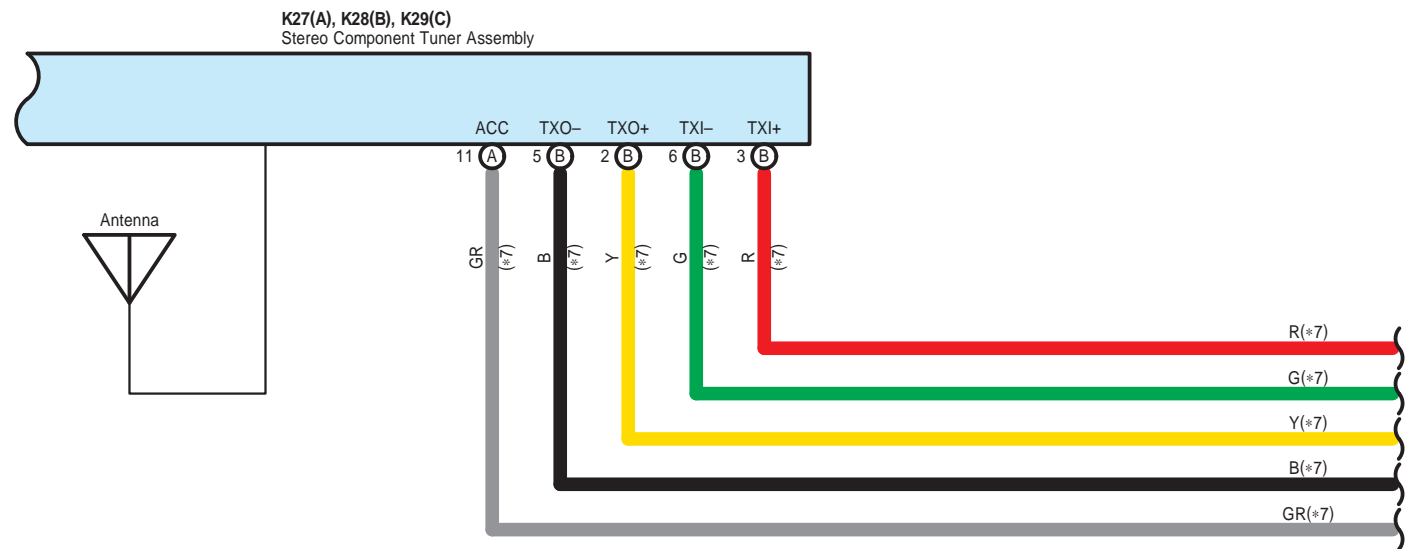 K27(A), K28(B), K29(C)
Stereo Component Tuner Assembly
ACC TXO– TXO+ TXI– TXI+
11 A 5 B 2 B 6 B 3 B
Antenna
GR (∗7) B (∗7) Y (∗7) G (∗7) R (∗7)
R(∗7)
G(∗7)
Y(∗7)
B(∗7)
GR(∗7)